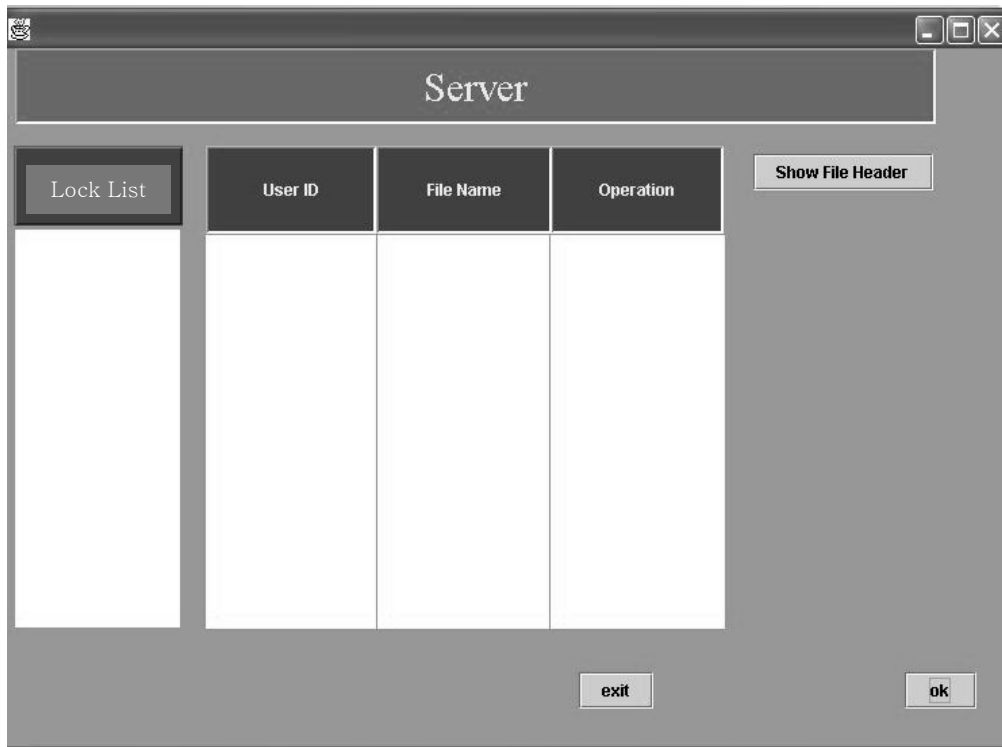 Server
Lock List
User ID
File Name
Operation
Show File Header
exit
ok